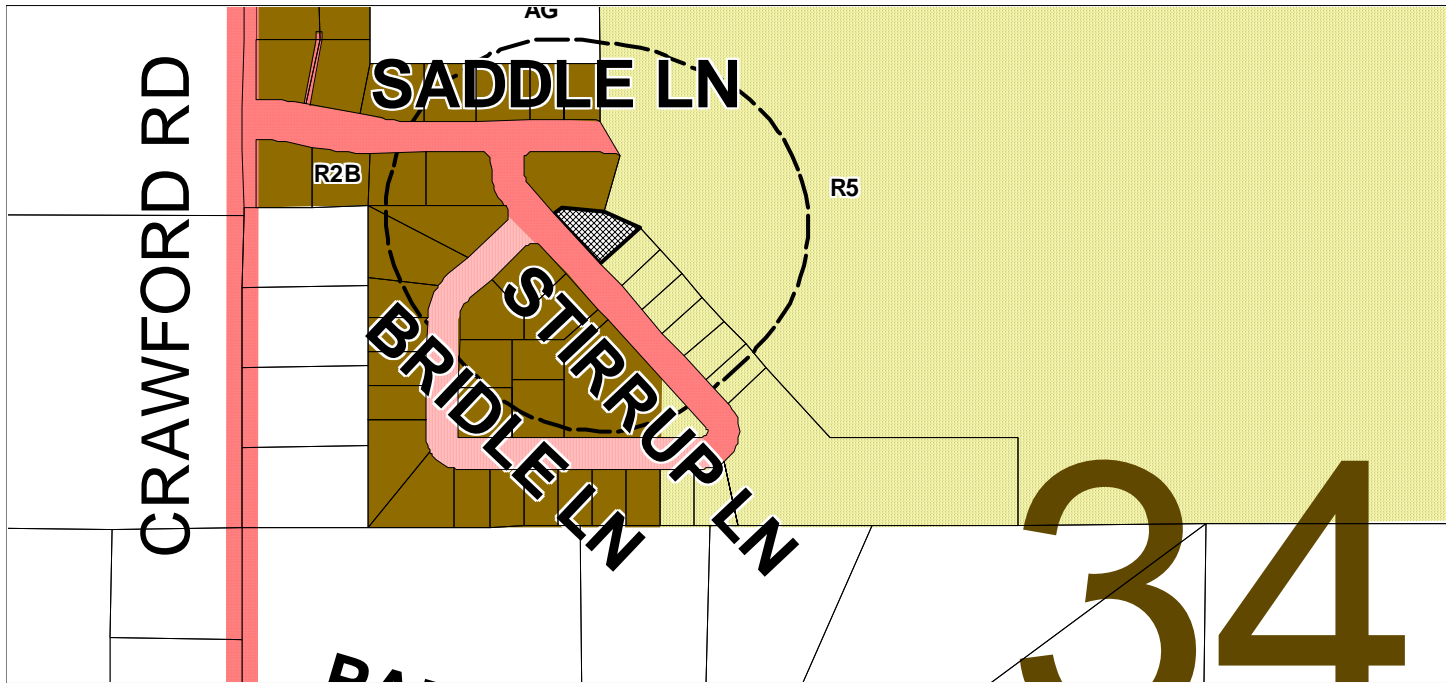 AG
SADDLE LN
CRAWFORD RD
R2B
R5
STIRRUP LN
BRIDLE LN
34